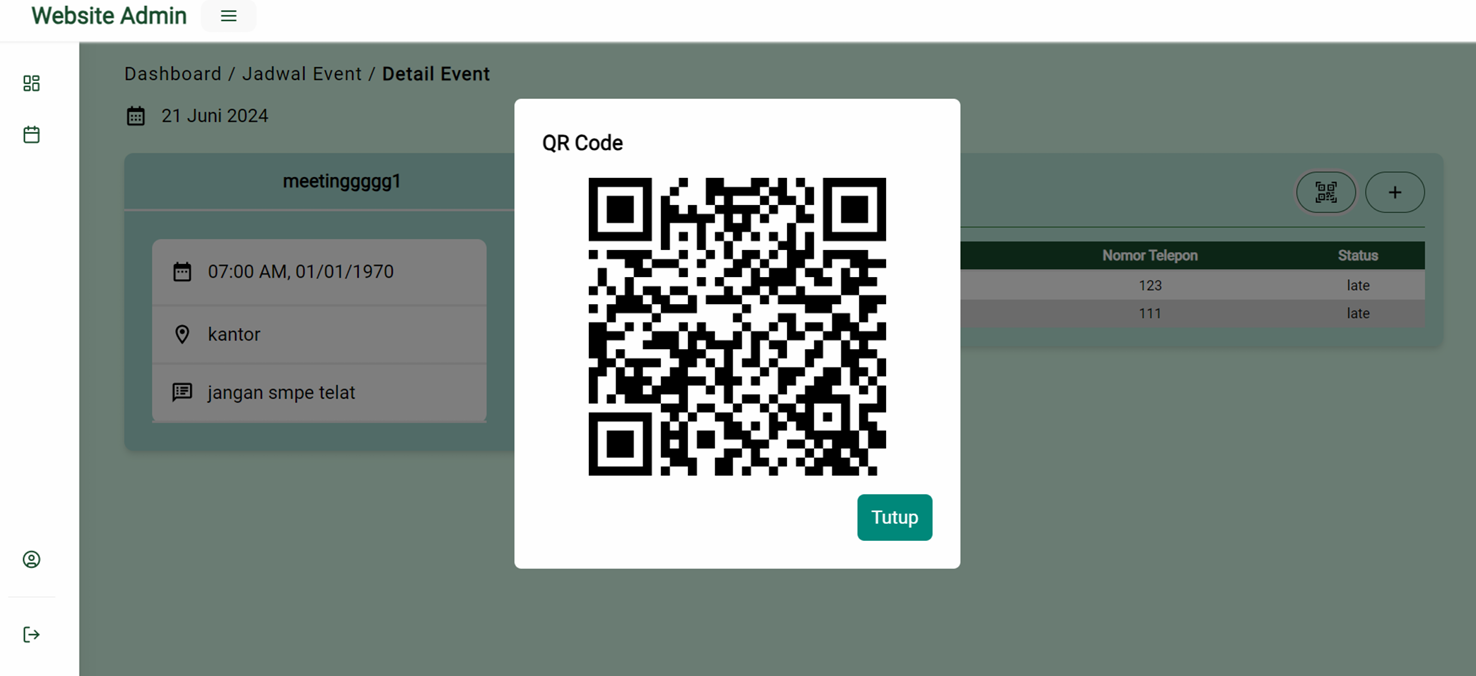 Website Admin
Dashboard / Jadwal Event / Detail Event
21 Juni 2024
meetinggggg1
07:00 AM, 01/01/1970
kantor
jangan smpe telat
QR Code
Tutup
Nomor Telepon Status
123 late
111 late